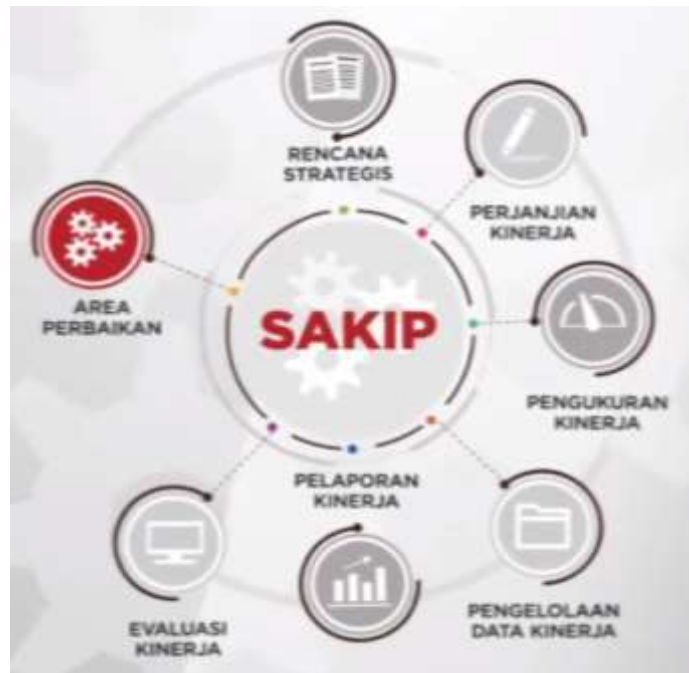 RENCANA
STRATEGIS
PERJANJIAN
KINERJA
AREA
PERBAIKAN
SAKIP
PENGUKURAN
KINERJA
PELAPORAN
KINERJA
PENGELOLAAN
DATA KINERJA
EVALUASI
KINERJA